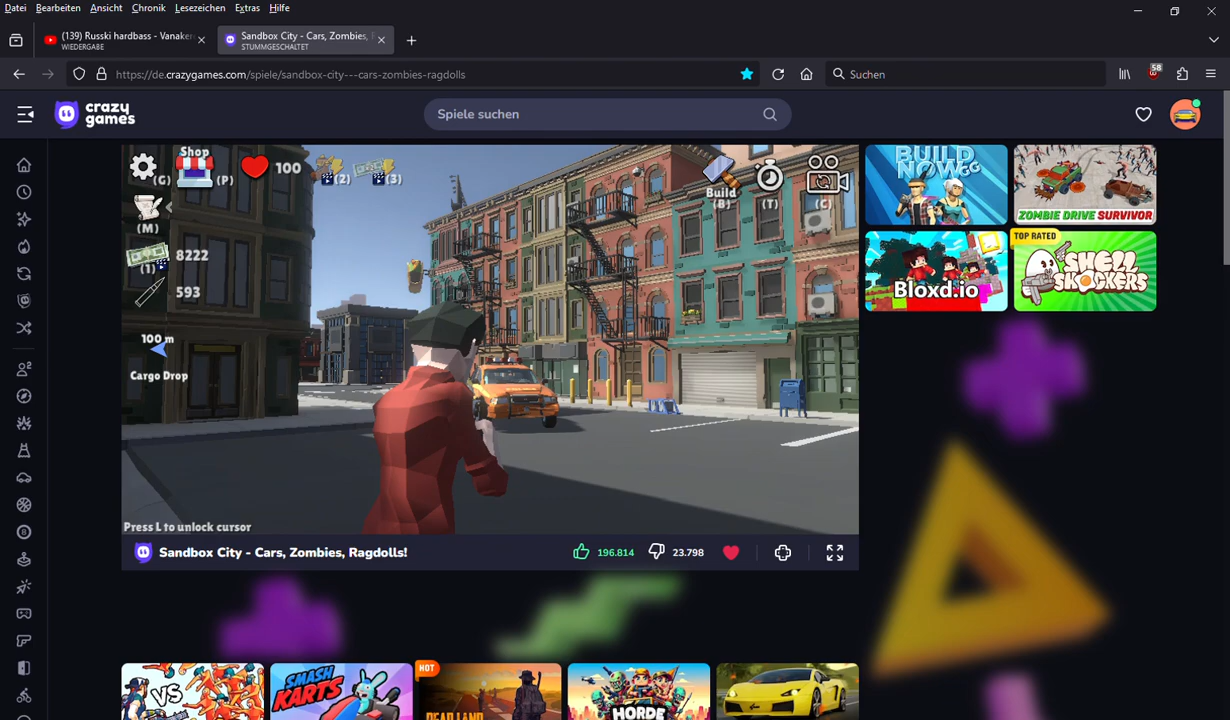 Datei Bearbeiten Ansicht Chronik Lesezeichen Extras Hilfe
(139) Russki hardbass - Vanaker
WIEDERGABE
Sandbox City - Cars, Zombies,
STUMMGESCHALTET
https://de.crazygames.com/spiele/sandbox-city---cars-zombies-ragdolls
Suchen
58
crazy
games
Spiele suchen
(G)
Shop
(P)
100
(2)
(3)
Build
(B)
(T)
(C)
(M)
(1)
8222
593
100 m
Cargo Drop
Press L to unlock cursor
BUILD
NOW GG
ZOMBIE DRIVE SURVIVOR
Bloxd.io
TOP RATED
SHELL
SHOCKERS
Sandbox City - Cars, Zombies, Ragdolls!
196.814
23.798
VS
SMASH
KARTS
HOT
DEAD LAND
HORDE